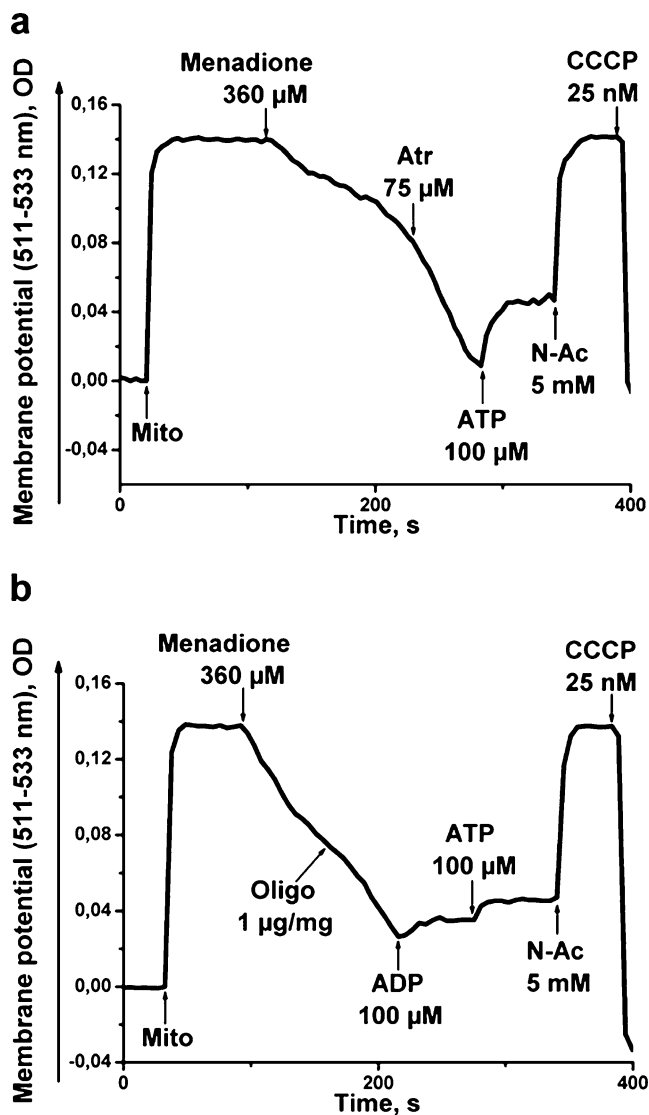 a
Membrane potential (511-533 nm), OD
0,16
0,12
0,08
0,04
0,00
-0,04
Menadione
360 µM
Atr
75 µM
CCCP
25 nM
Mito
ATP
100 µM
N-Ac
5 mM
0
200
400
Time, s
b
Membrane potential (511-533 nm), OD
0,16
0,12
0,08
0,04
0,00
-0,04
Menadione
360 µM
CCCP
25 nM
Oligo
1 µg/mg
ATP
100 µM
Mito
ADP
100 µM
N-Ac
5 mM
0
200
400
Time, s